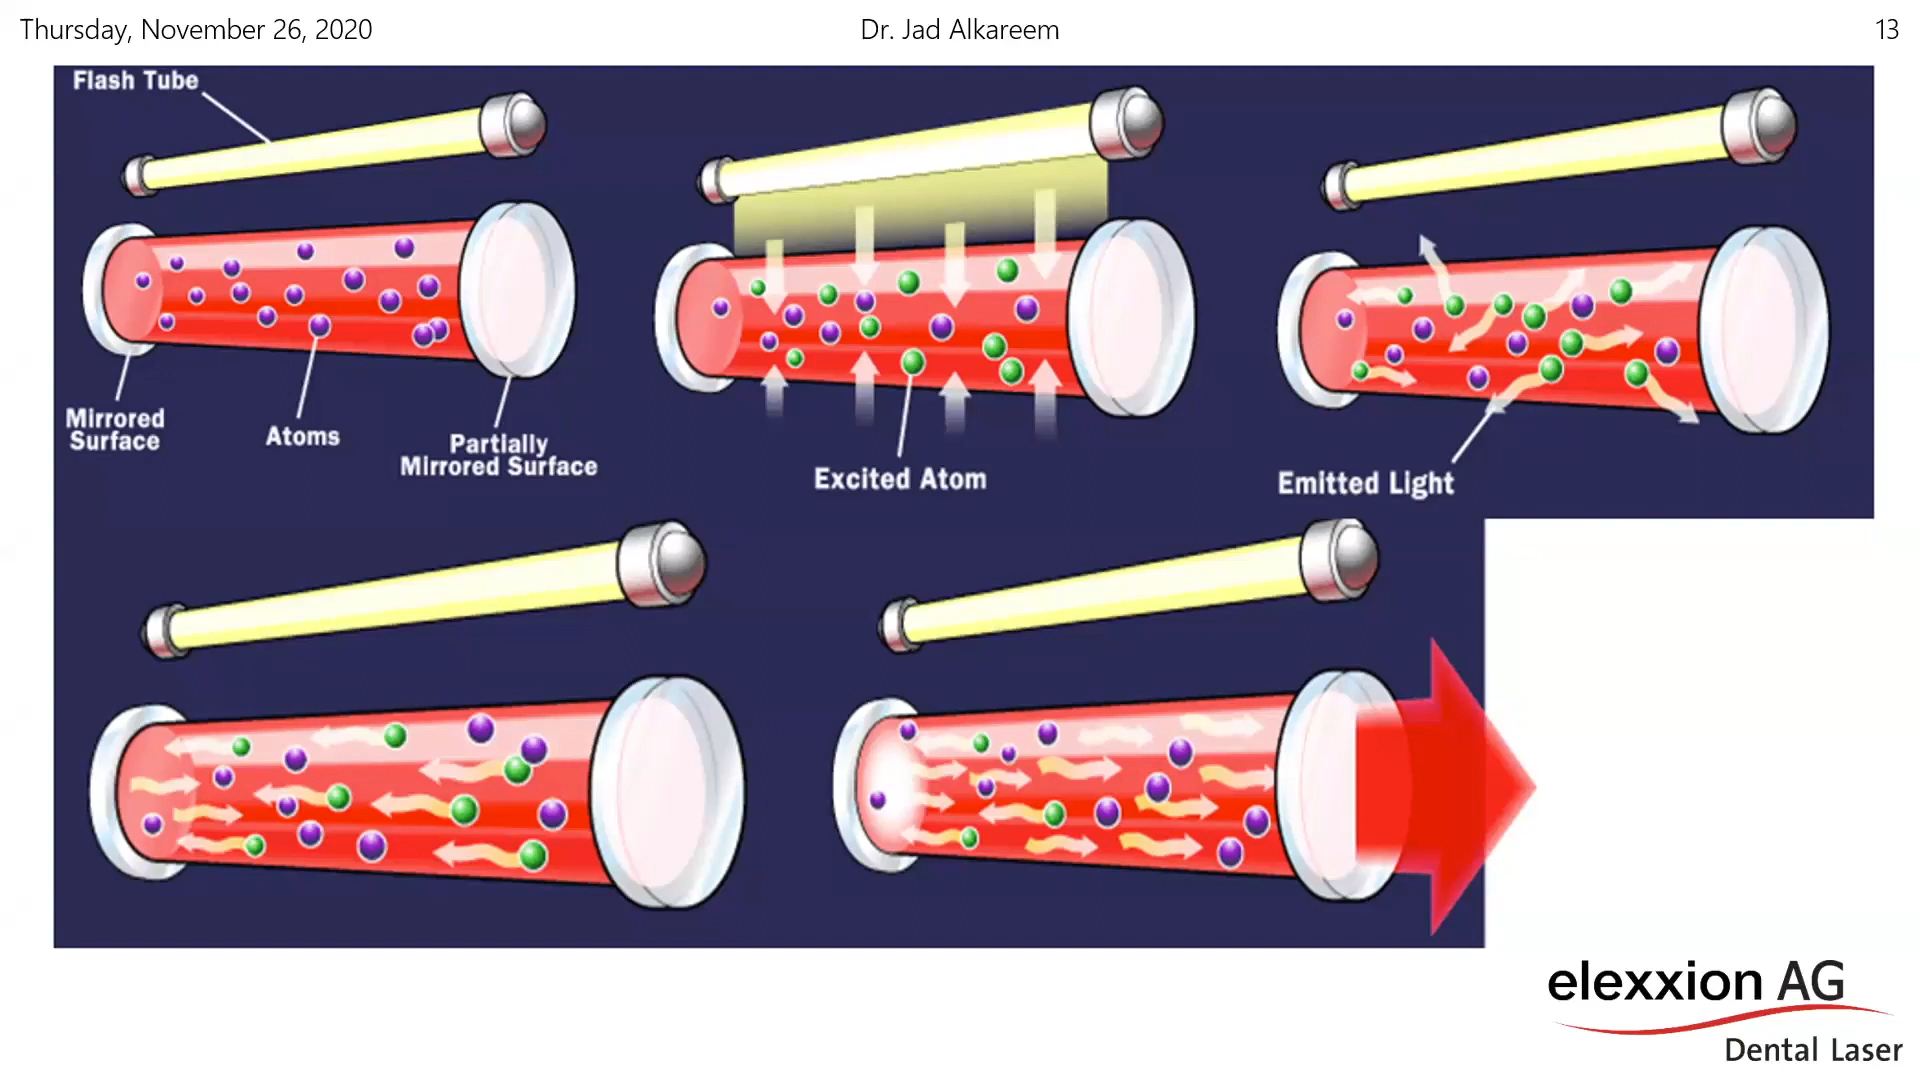 Thursday, November 26, 2020
Dr. Jad Alkareem
13
Flash Tube
Mirrored
Surface
Atoms
Partially
Mirrored Surface
Excited Atom
Emitted Light
elexxion AG
Dental Laser